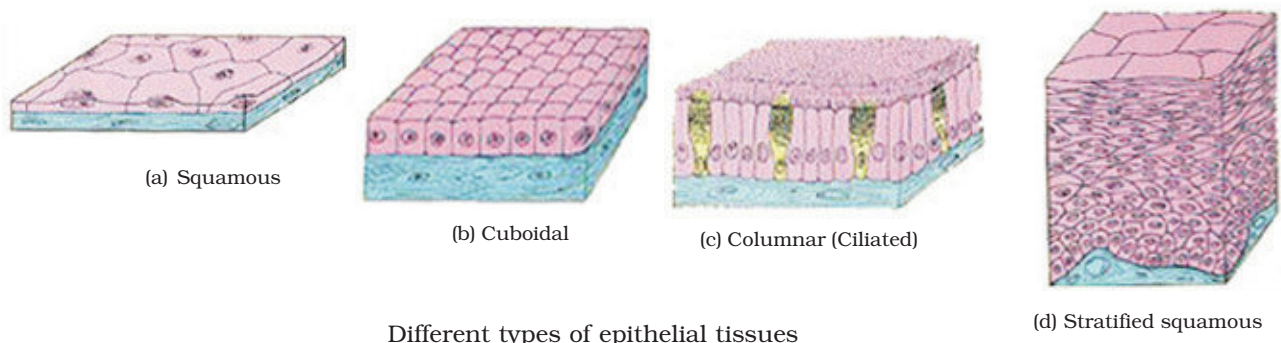 (a) Squamous
(b) Cuboidal
(c) Columnar (Ciliated)
(d) Stratified squamous
Different types of epithelial tissues